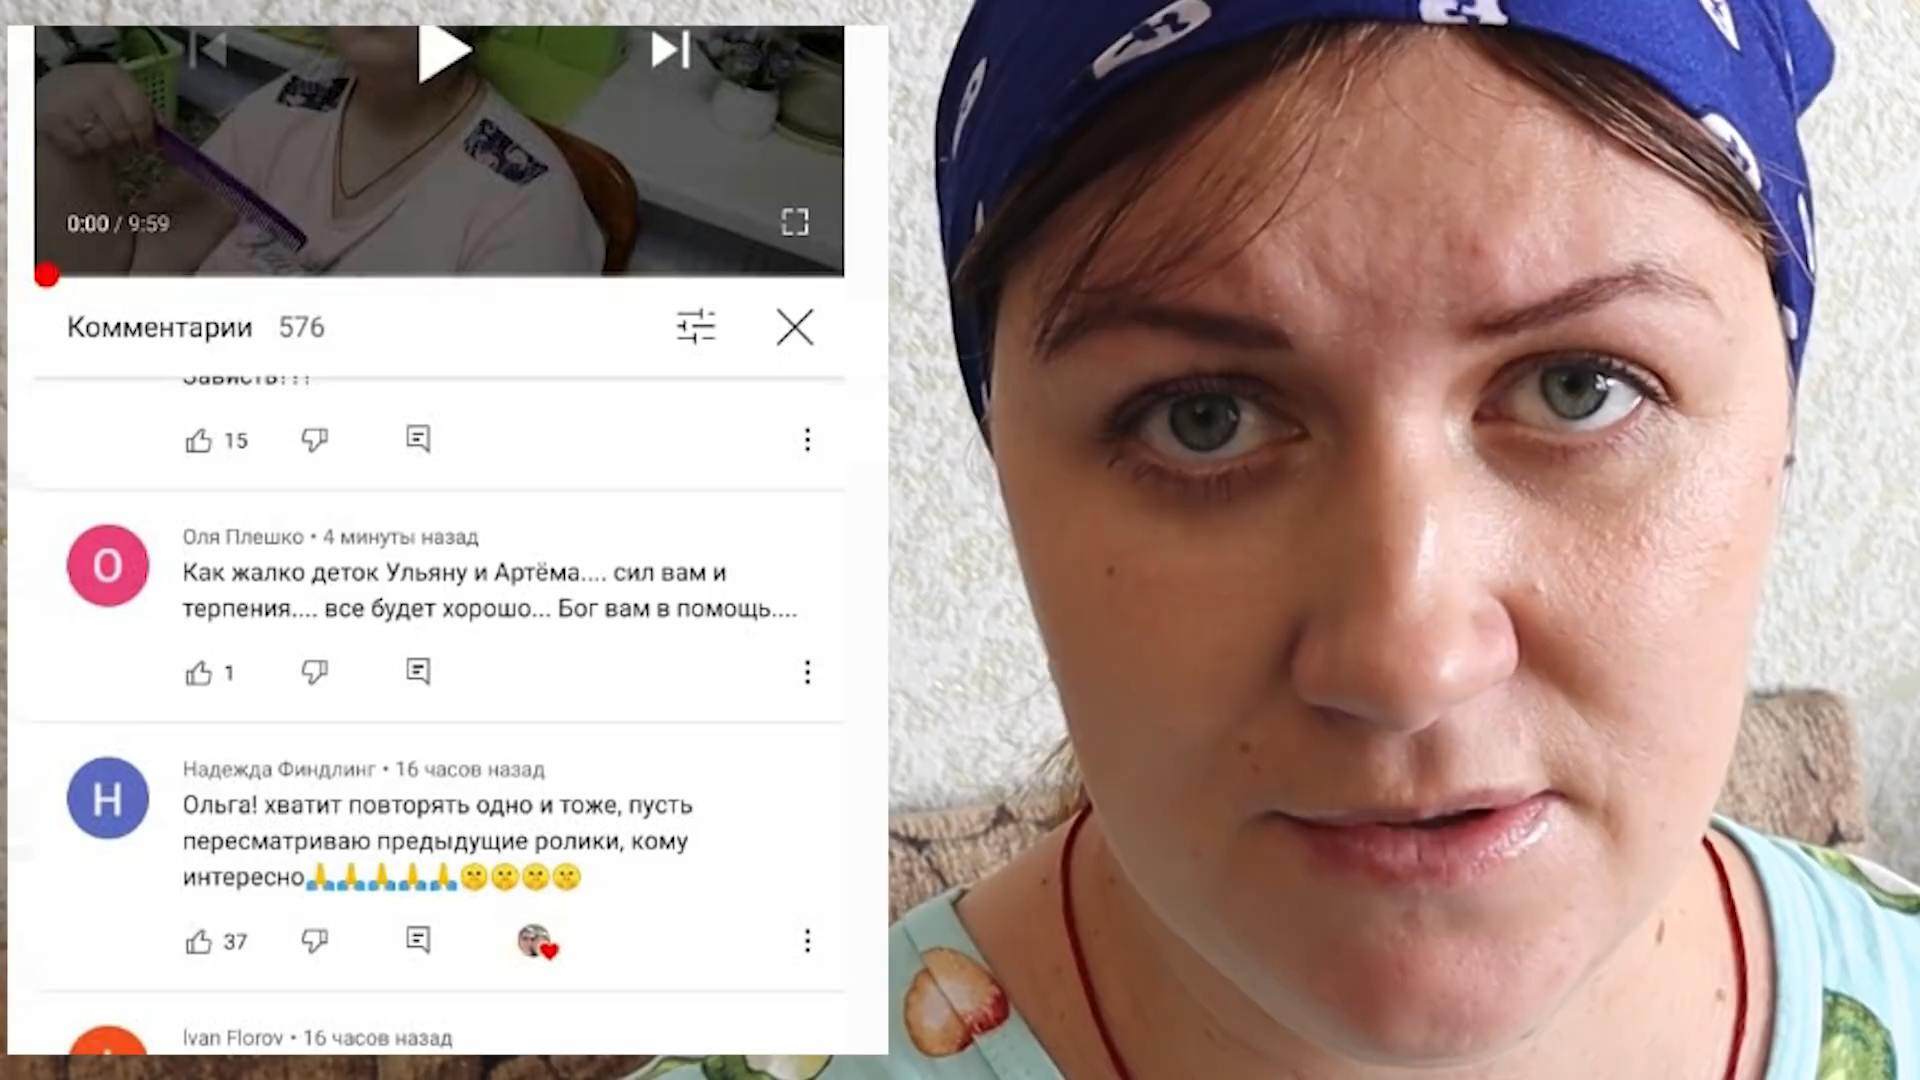 0:00 / 9:59
Комментарии 576
Зависть!!!
15
Оля Плешко • 4 минуты назад
Как жалко деток Ульяну и Артёма.... сил вам и
терпения.... все будет хорошо... Бог вам в помощь....
1
Надежда Финдлинг • 16 часов назад
Ольга! хватит повторять одно и тоже, пусть
пересматриваю предыдущие ролики, кому
интересно🙏🙏🙏🙏🙏🤫🤫🤫🤫
37
Ivan Florov • 16 часов назад
О
Н